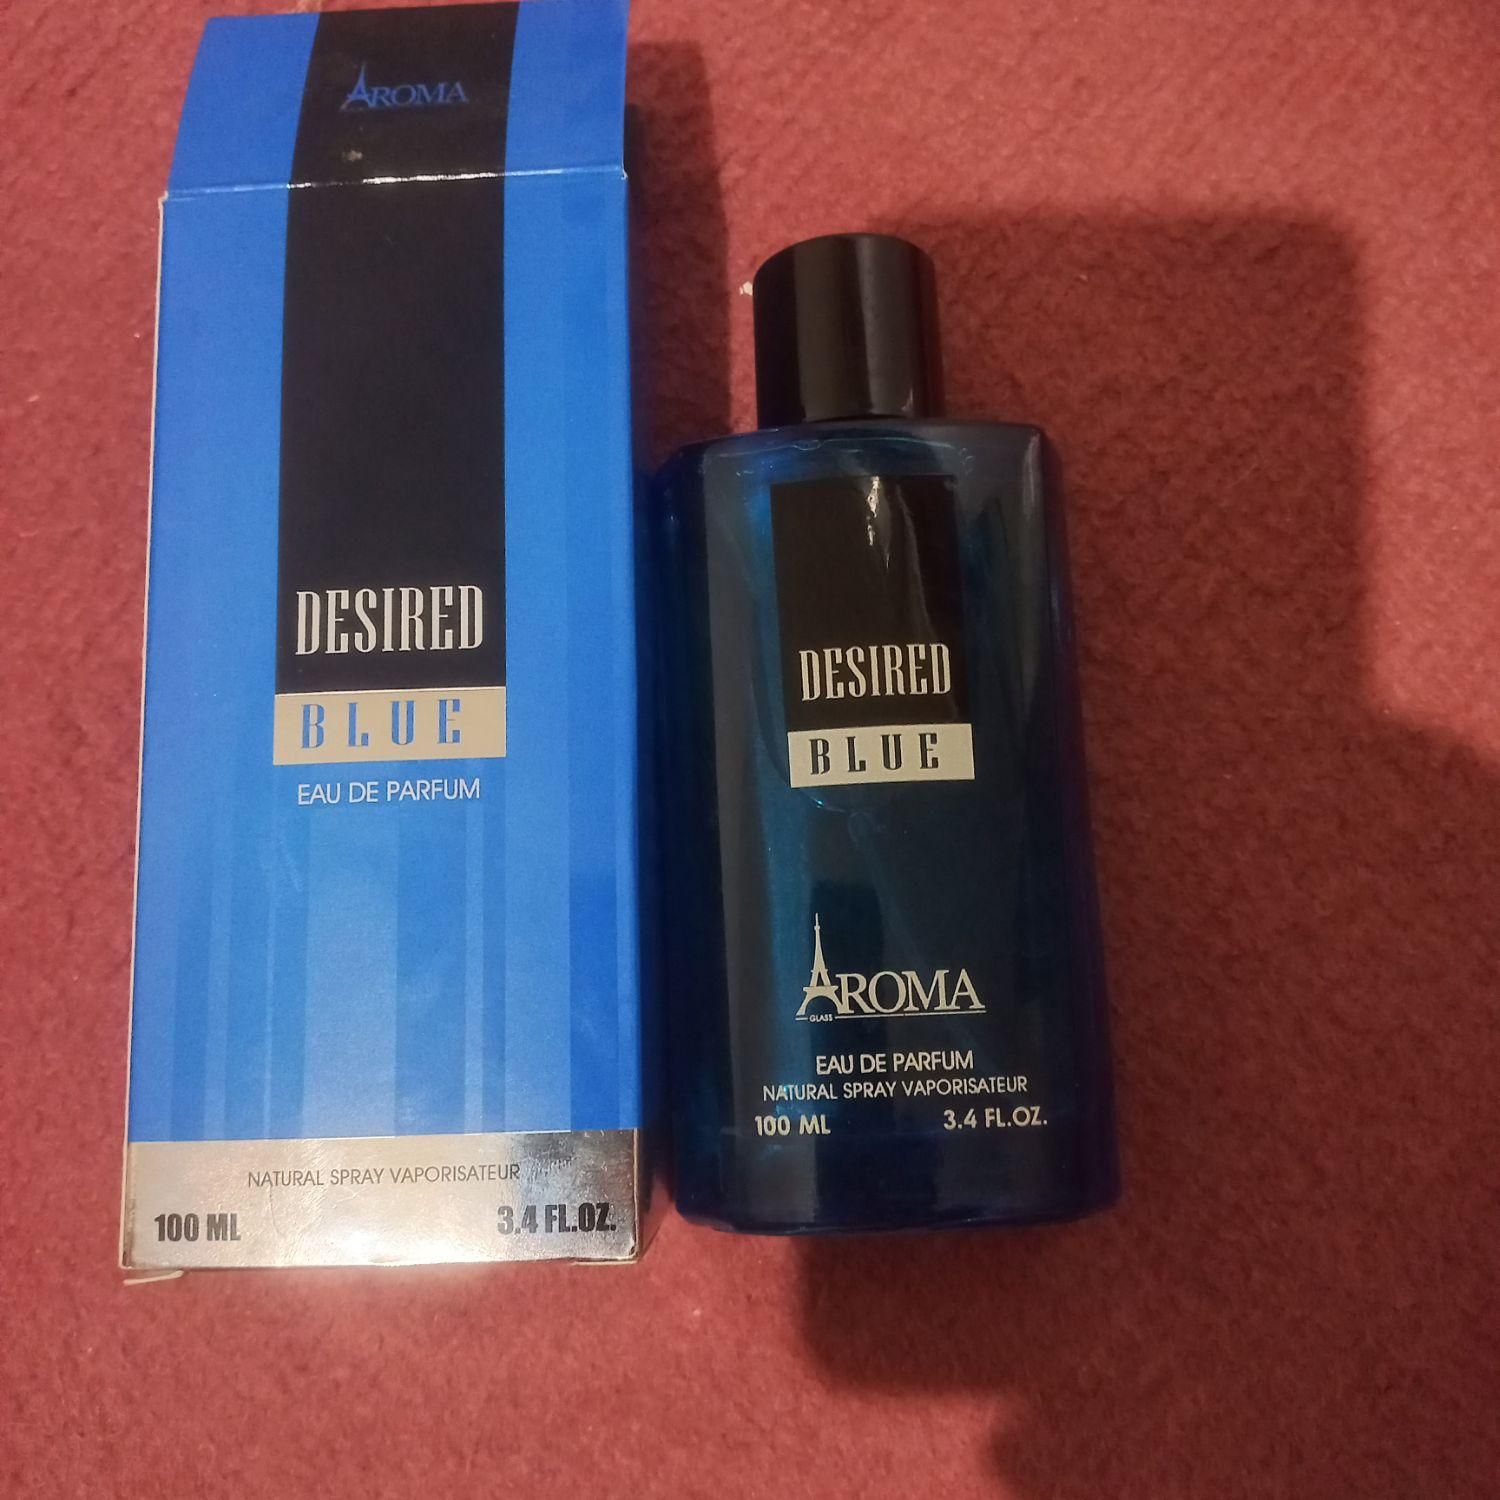 AROMA
DESIRED
BLUE
EAU DE PARFUM
NATURAL SPRAY VAPORISATEUR
100 ML 3.4 FL.OZ.
DESIRED
BLUE
AROMA
GLASS
EAU DE PARFUM
NATURAL SPRAY VAPORISATEUR
100 ML 3.4 FL.OZ.